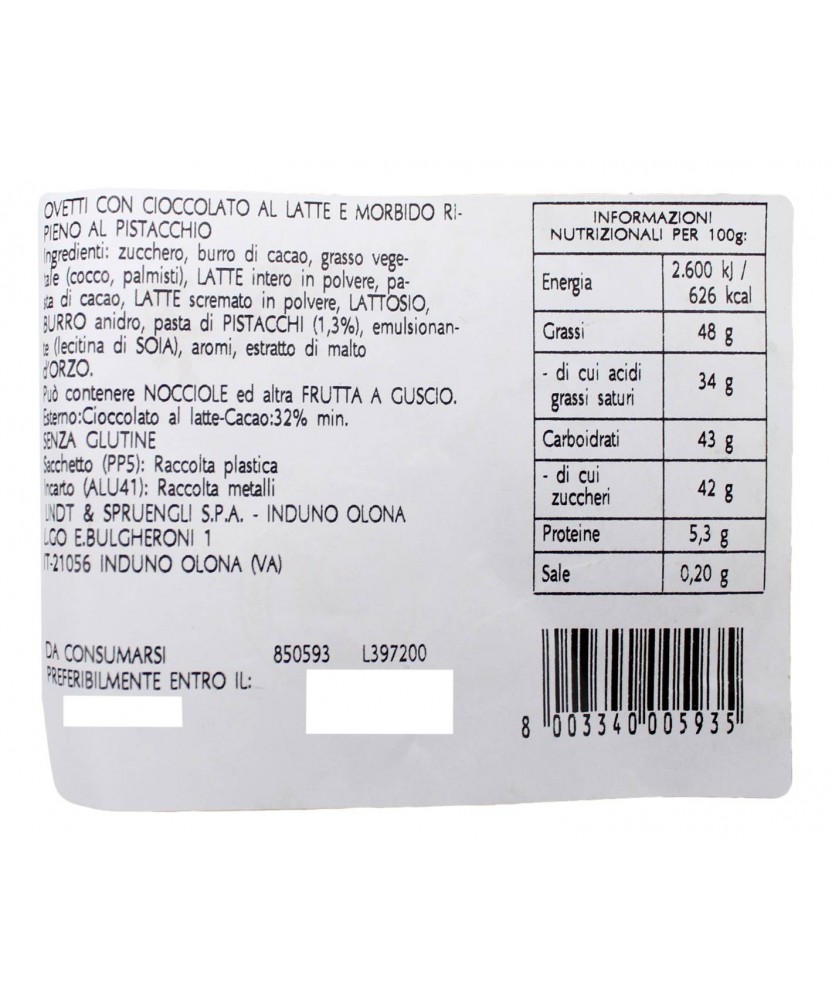 OVETTI CON CIOCCOLATO AL LATTE E MORBIDO RI-
PIENO AL PISTACCHIO
Ingredienti: zucchero, burro di cacao, grasso vege-
tale (cocco, palmisti), LATTE intero in polvere, pa-
sta di cacao, LATTE scremato in polvere, LATTOSIO,
BURRO anidro, pasta di PISTACCHI (1,3%), emulsionan-
te (lecitina di SOIA), aromi, estratto di malto
d'ORZO.
Può contenere NOCCIOLE ed altra FRUTTA A GUSCIO.
Esterno:Cioccolato al latte-Cacao:32% min.
SENZA GLUTINE
Sacchetto (PP5): Raccolta plastica
Incarto (ALU41): Raccolta metalli
LINDT & SPRUENGLI S.P.A. - INDUNO OLONA
LGO E.BULGHERONI 1
IT-21056 INDUNO OLONA (VA)
DA CONSUMARSI 850593 L397200
PREFERIBILMENTE ENTRO IL:
INFORMAZIONI
NUTRIZIONALI PER 100g:
Energia 2.600 kJ /
626 kcal
Grassi 48 g
- di cui acidi
grassi saturi 34 g
Carboidrati 43 g
- di cui
zuccheri 42 g
Proteine 5,3 g
Sale 0,20 g
8 003340 005935